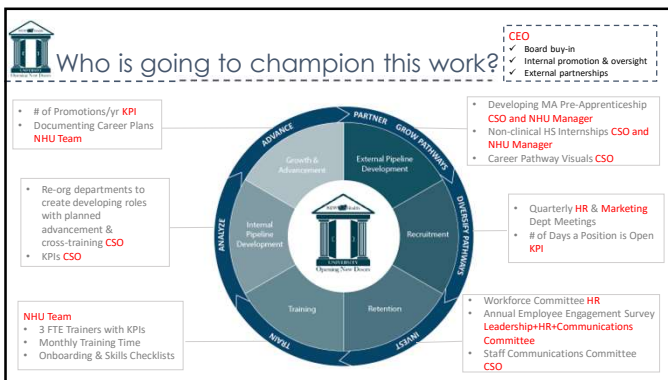 UNIVERSITY
Opening New Doors
Who is going to champion this work?
CEO
✓ Board buy-in
✓ Internal promotion & oversight
✓ External partnerships
• # of Promotions/yr KPI
• Documenting Career Plans
NHU Team
• Re-org departments to
create developing roles
with planned
advancement &
cross-training CSO
• KPIs CSO
NHU Team
• 3 FTE Trainers with KPIs
• Monthly Training Time
• Onboarding & Skills Checklists
ADVANCE
PARTNER
GROW PATHWAYS
DIVERSIFY PATHWAYS
INVEST
TRAIN
ANALYZE
Growth &
Advancement
External Pipeline
Development
Internal
Pipeline
Development
Recruitment
Training
Retention
UNIVERSITY
Opening New Doors
• Developing MA Pre-Apprenticeship
CSO and NHU Manager
• Non-clinical HS Internships CSO and
NHU Manager
• Career Pathway Visuals CSO
• Quarterly HR & Marketing
Dept Meetings
• # of Days a Position is Open
KPI
• Workforce Committee HR
• Annual Employee Engagement Survey
Leadership+HR+Communications
Committee
• Staff Communications Committee
CSO